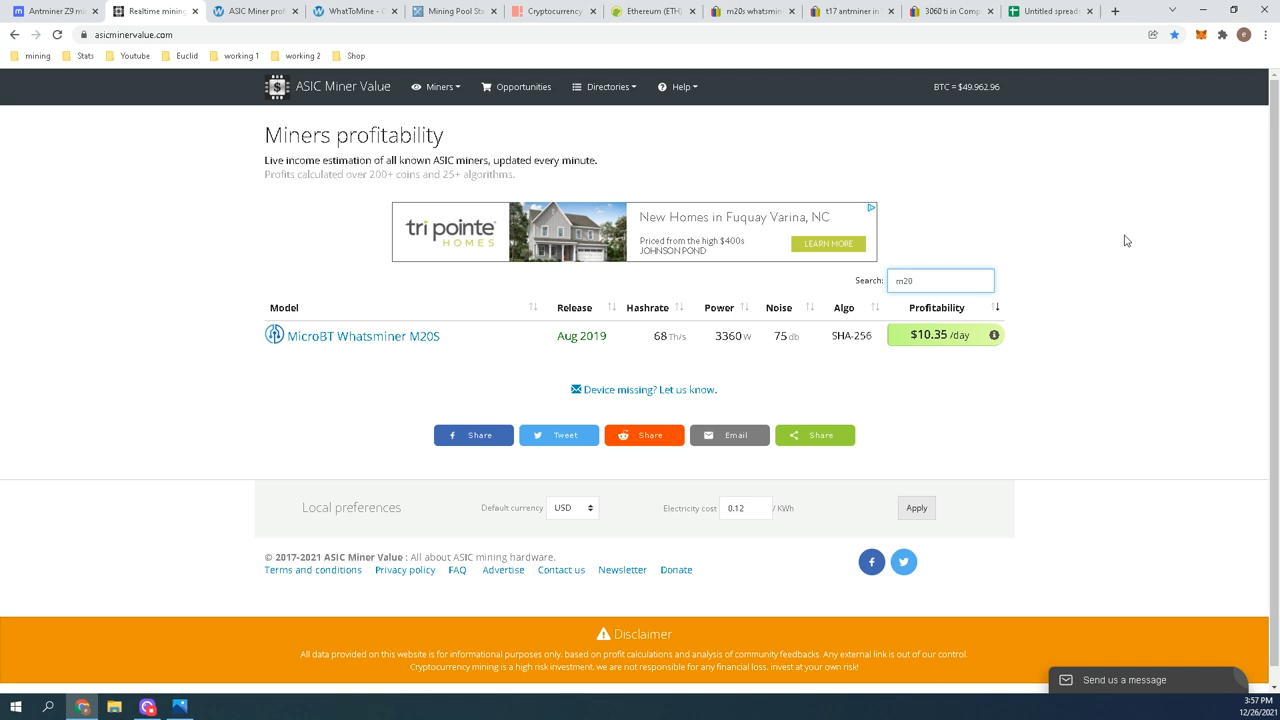 Antminer Z9 mi
Realtime mining
ASIC Miner prof
WhatToMine - C
Mining Pool Sta
Cryptocurrency
Ethereum (ETH)
m20s whatsmin
t17 antminer in
3060 ti in Comp
Untitled spreads
asicminervalue.com
e
mining
Stats
Youtube
Euclid
working 1
working 2
Shop
ASIC Miner Value
Miners
Opportunities
Directories
Help
BTC = $49,962.96
Miners profitability
Live income estimation of all known ASIC miners, updated every minute.
Profits calculated over 200+ coins and 25+ algorithms.
tri pointe HOMES
New Homes in Fuquay Varina, NC
Priced from the high $400s
JOHNSON POND
LEARN MORE
Search: m20
Model Release Hashrate Power Noise Algo Profitability
MicroBT Whatsminer M20S Aug 2019 68 Th/s 3360 W 75 db SHA-256 $10.35 /day
Device missing? Let us know.
Share Tweet Share Email Share
Local preferences Default currency USD Electricity cost 0.12 / KWh Apply
© 2017-2021 ASIC Miner Value : All about ASIC mining hardware.
Terms and conditions Privacy policy FAQ Advertise Contact us Newsletter Donate
Disclaimer
All data provided on this website is for informational purposes only, based on profit calculations and analysis of community feedbacks. Any external link is out of our control.
Cryptocurrency mining is a high risk investment, we are not responsible for any financial loss, invest at your own risk!
Send us a message
3:57 PM
12/26/2021